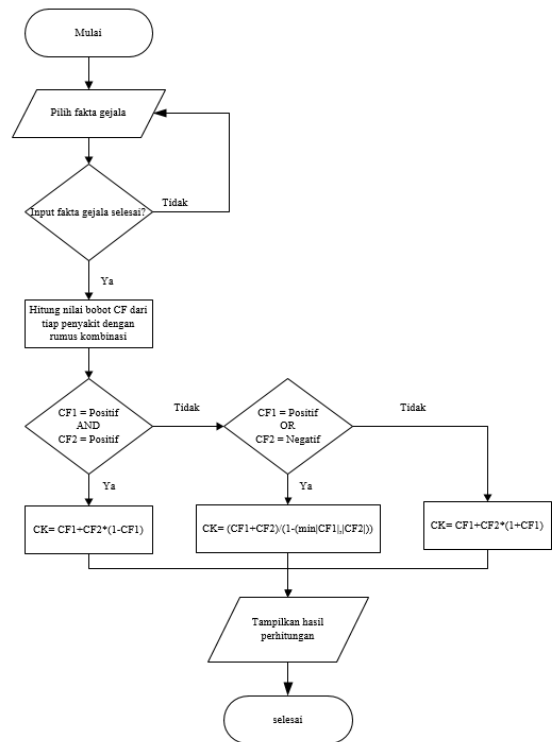 Mulai
Pilih fakta gejala
Input fakta gejala selesai?
Tidak
Ya
Hitung nilai bobot CF dari
tiap penyakit dengan
rumus kombinasi
CF1 = Positif
AND
CF2 = Positif
Tidak
CF1 = Positif
OR
CF2 = Negatif
Tidak
Ya
Ya
CK= CF1+CF2*(1-CF1)
CK= (CF1+CF2)/(1-(min|CF1|,|CF2|))
CK= CF1+CF2*(1+CF1)
Tampilkan hasil
perhitungan
selesai